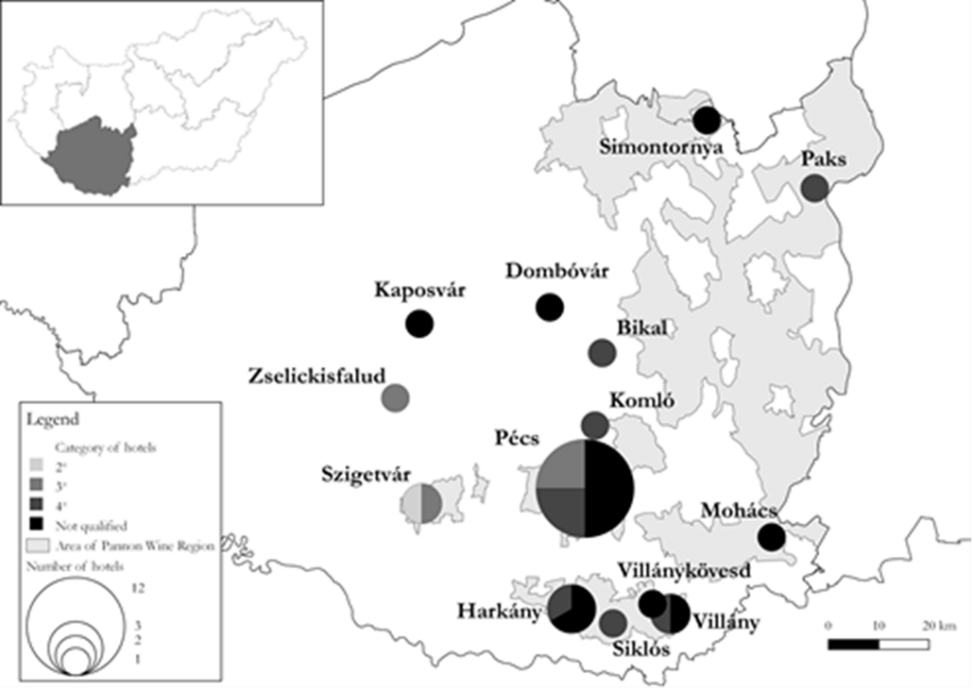 Simontornya
Paks
Dombóvár
Kaposvár
Bikal
Zselickisfalud
Komló
Pécs
Szigetvár
Mohács
Villánykövesd
Harkány
Villány
Siklós
Legend
Category of hotels
2*
3*
4*
Not qualified
Area of Pannon Wine Region
Number of hotels
12
3
2
1
0 10 20 km